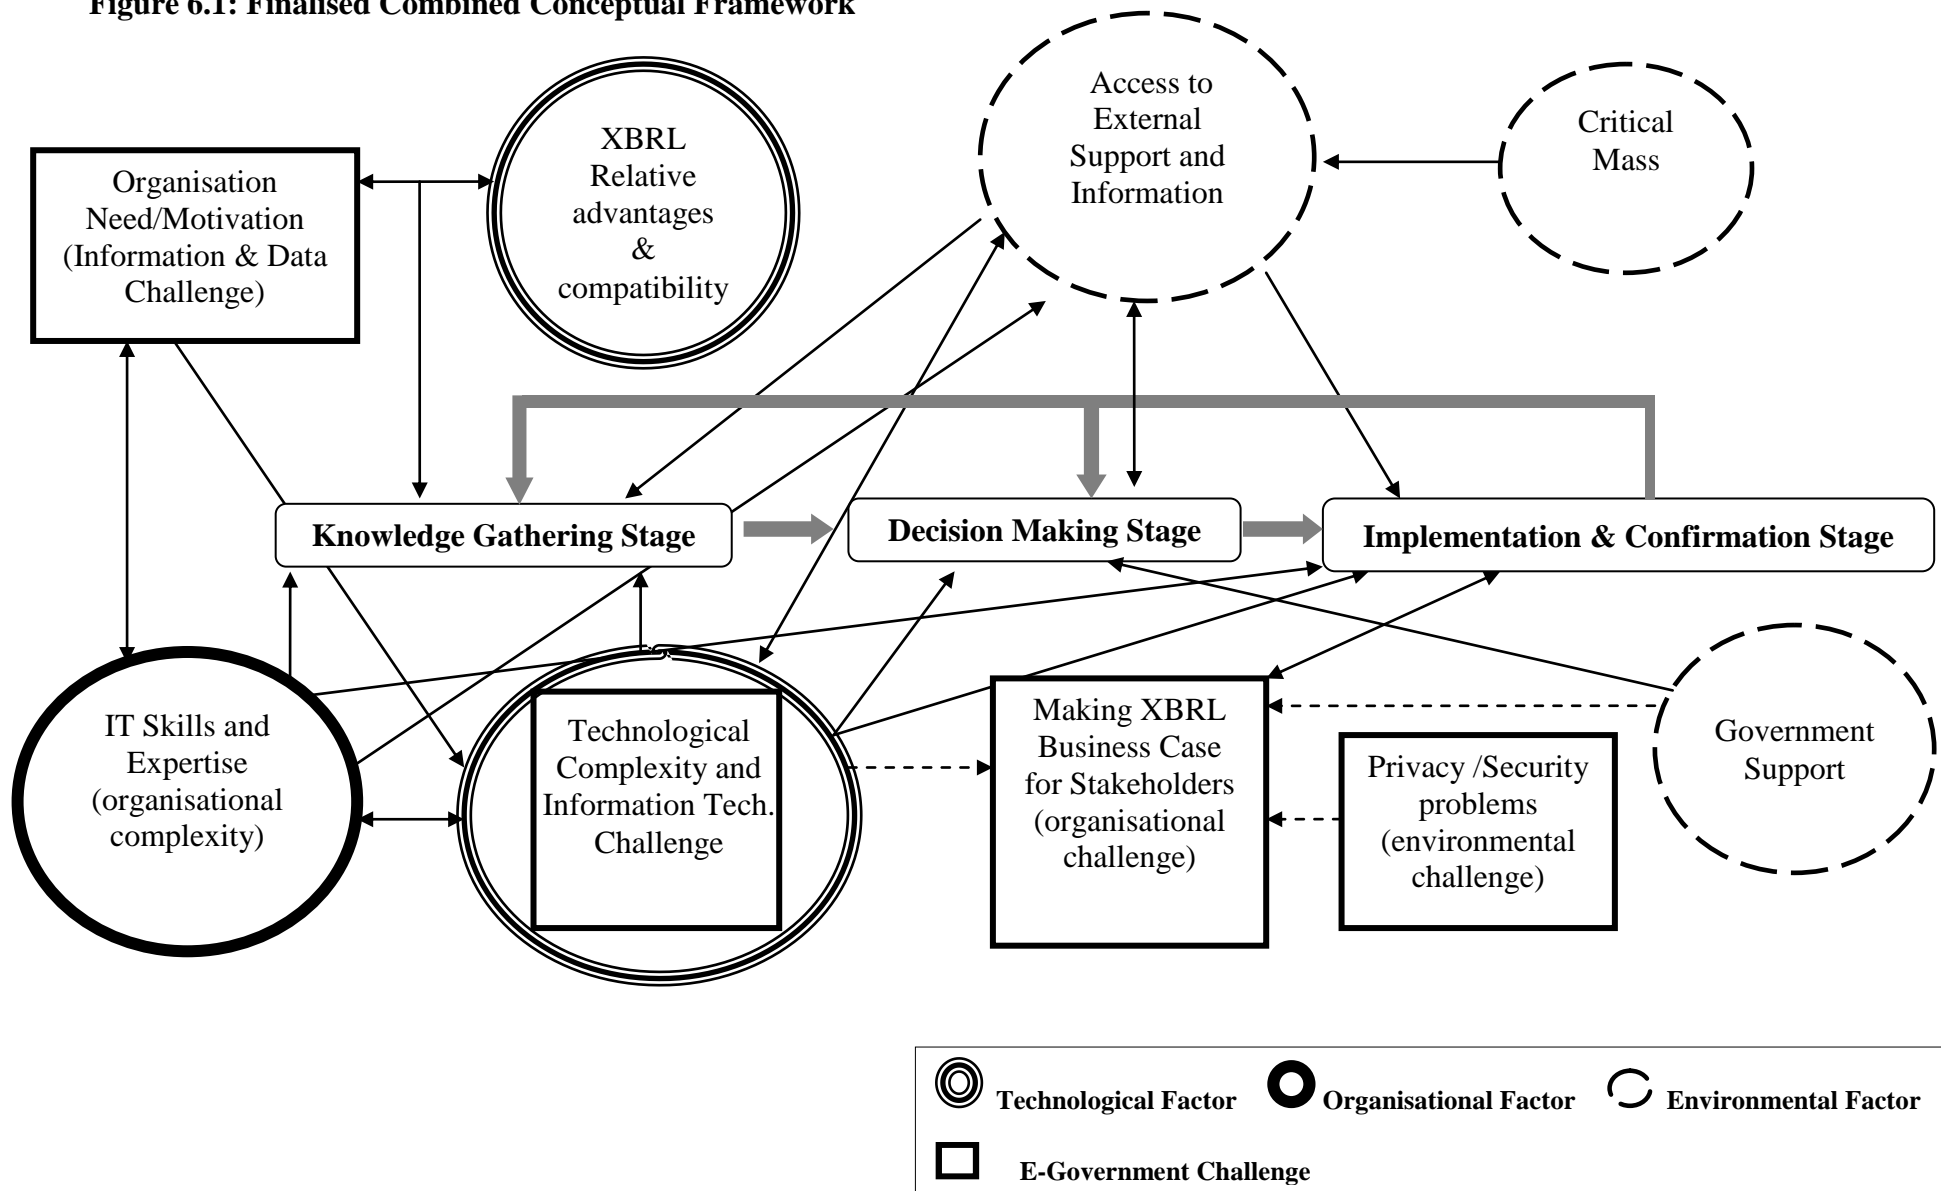 Figure 6.1: Finalised Combined Conceptual Framework
Organisation
Need/Motivation
(Information & Data
Challenge)
XBRL
Relative
advantages
&
compatibility
Access to
External
Support and
Information
Critical
Mass
Knowledge Gathering Stage
Decision Making Stage
Implementation & Confirmation Stage
IT Skills and
Expertise
(organisational
complexity)
Technological
Complexity and
Information Tech.
Challenge
Making XBRL
Business Case
for Stakeholders
(organisational
challenge)
Privacy /Security
problems
(environmental
challenge)
Government
Support
Technological Factor
Organisational Factor
Environmental Factor
E-Government Challenge